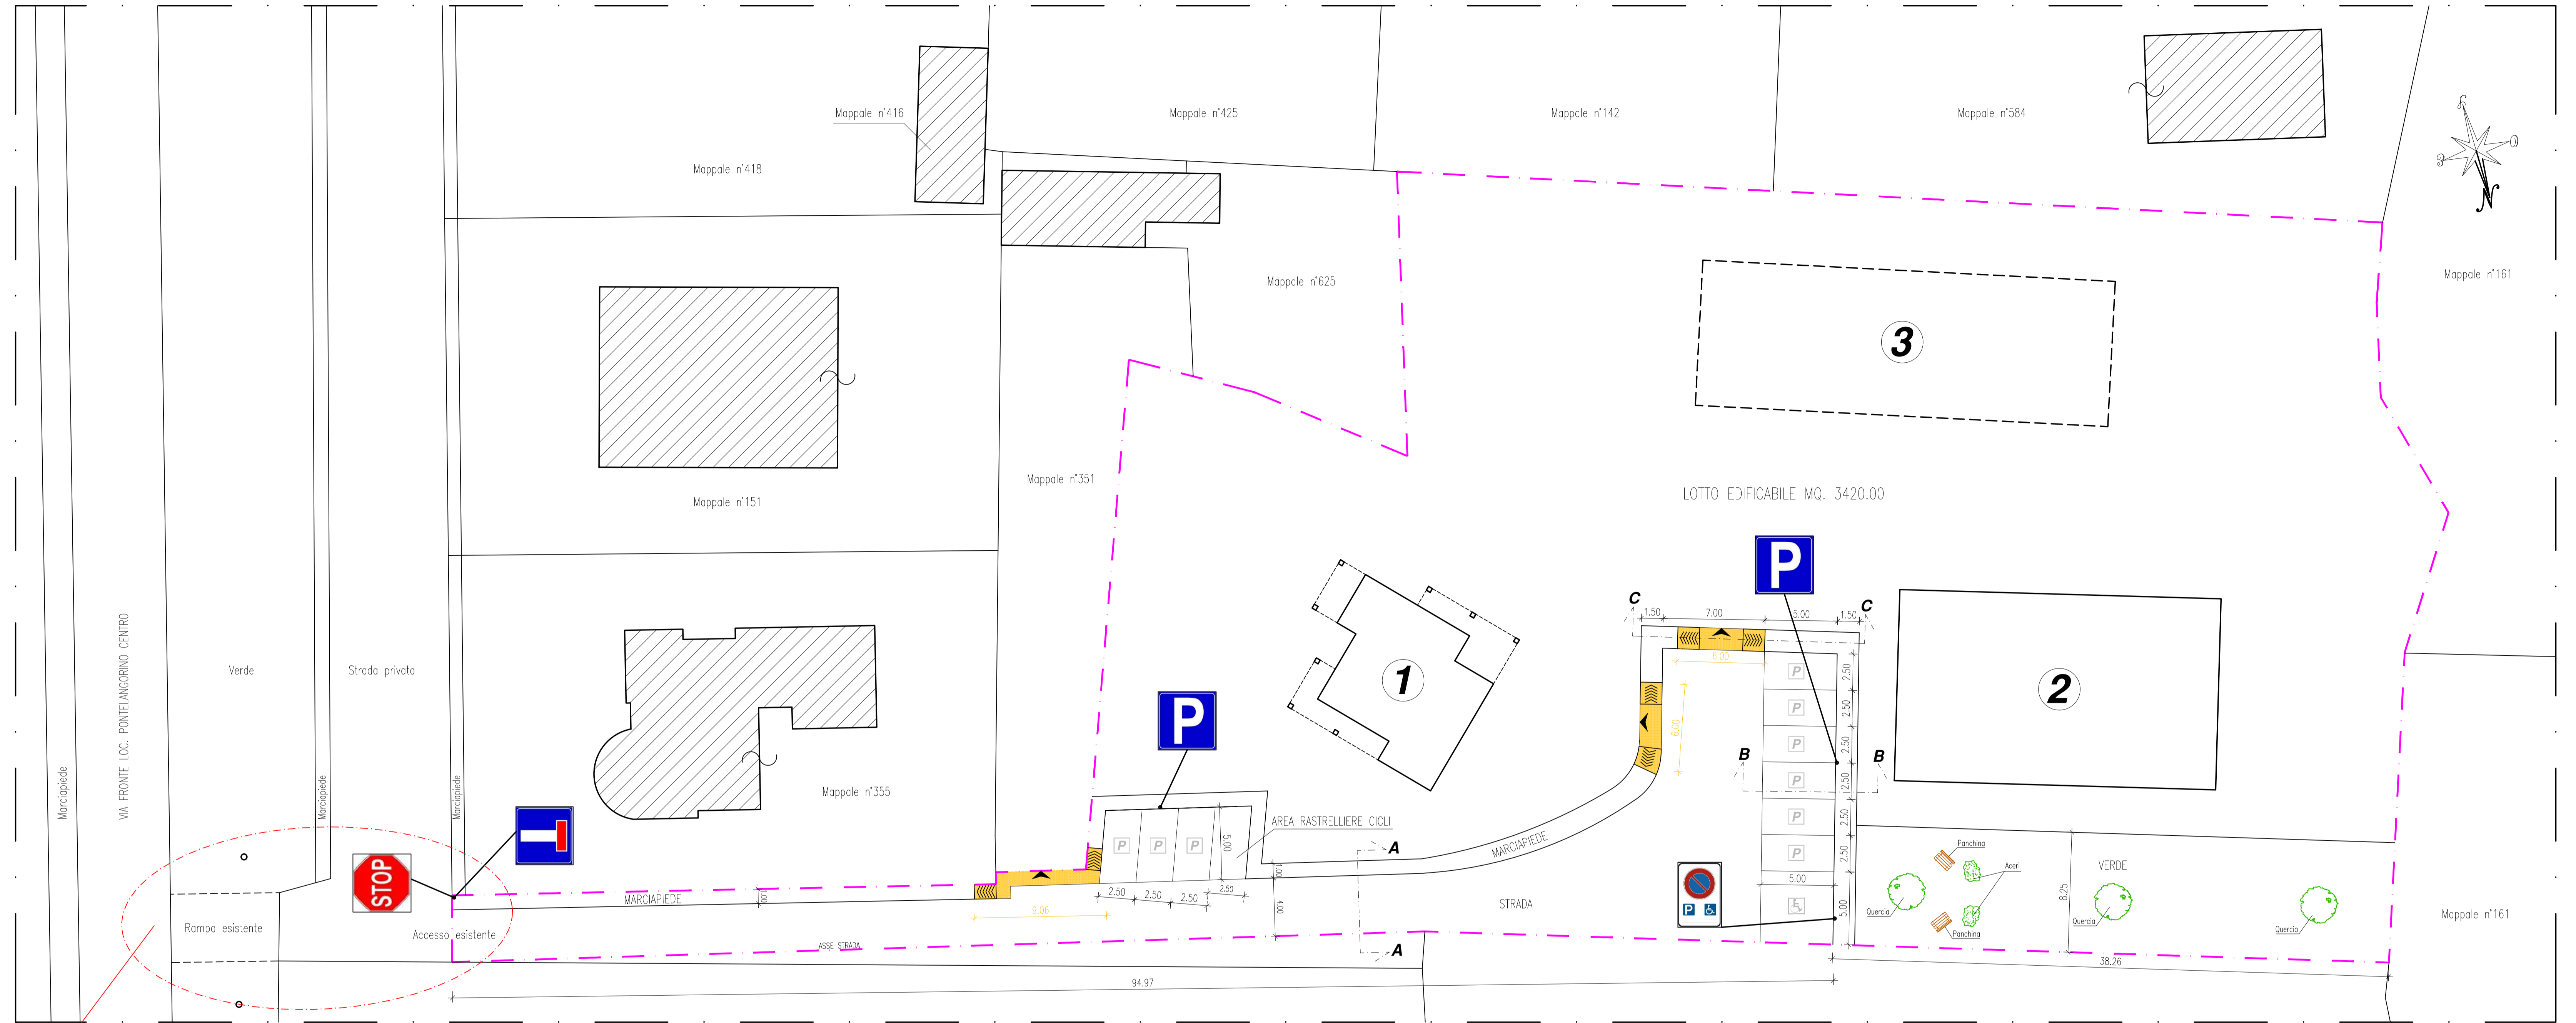 Mappale n°416
Mappale n°425
Mappale n°142
Mappale n°584
Mappale n°418
N
Mappale n°625
Mappale n°161
3
Mappale n°351
LOTTO EDIFICABILE MQ. 3420.00
Mappale n°151
P
C
1.50
7.00
5.00
1.50
C
6.00
VIA FRONTE LOC. PONTELANGORINO CENTRO
Verde
Strada privata
1
2
P
P
P
P
P
P
P
2.50
2.50
2.50
2.50
2.50
2.50
6.00
B
B
Marciapiede
Marciapiede
Marciapiede
Mappale n°355
AREA RASTRELLIERE CICLI
MARCIAPIEDE
P
P
P
5.00
A
STOP
1.00
2.50
2.50
2.50
2.50
4.00
MARCIAPIEDE
1.00
9.06
STRADA
P
5.00
5.00
Panchina
Aceri
VERDE
8.25
Quercia
Quercia
Quercia
Panchina
Mappale n°161
Rampa esistente
Accesso esistente
ASSE STRADA
A
94.97
38.26